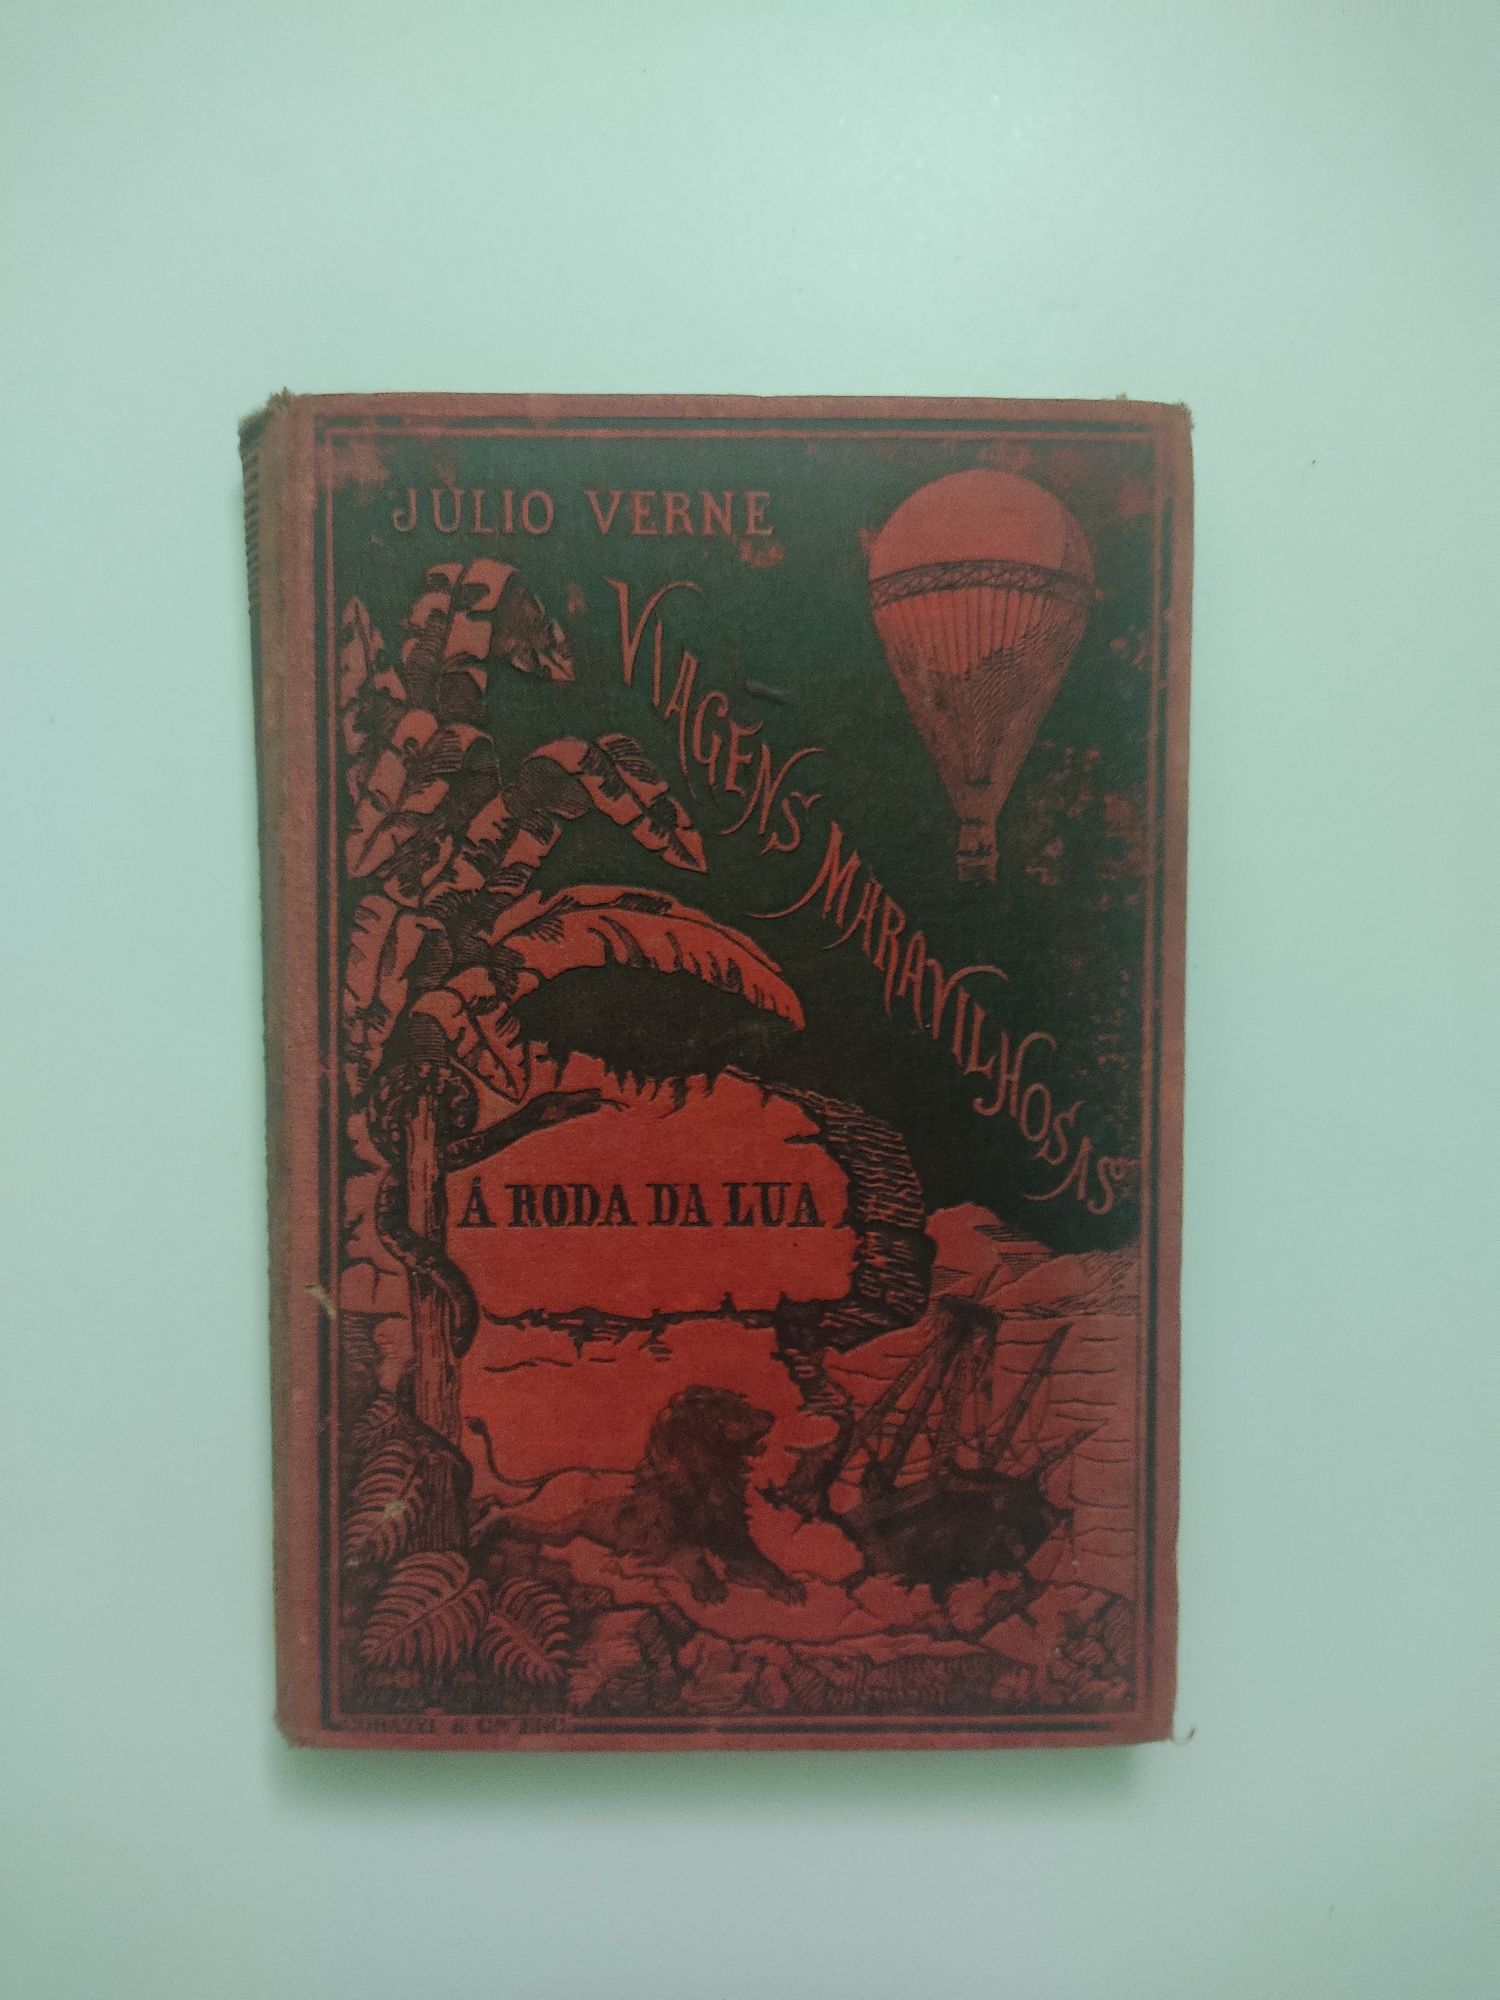 JULIO VERNE
VIAGENS MARAVILHOSAS
Á RODA DA LUA